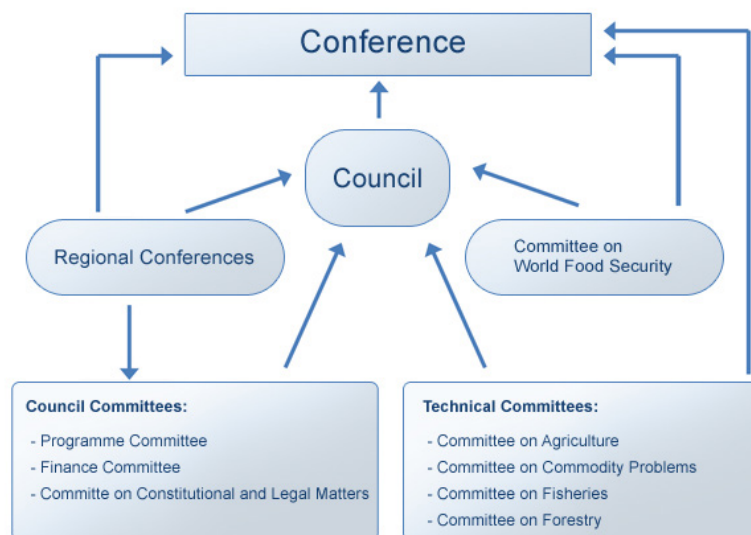 Conference
Council
Regional Conferences
Committee on
World Food Security
Council Committees:
- Programme Committee
- Finance Committee
- Committe on Constitutional and Legal Matters
Technical Committees:
- Committee on Agriculture
- Committee on Commodity Problems
- Committee on Fisheries
- Committee on Forestry